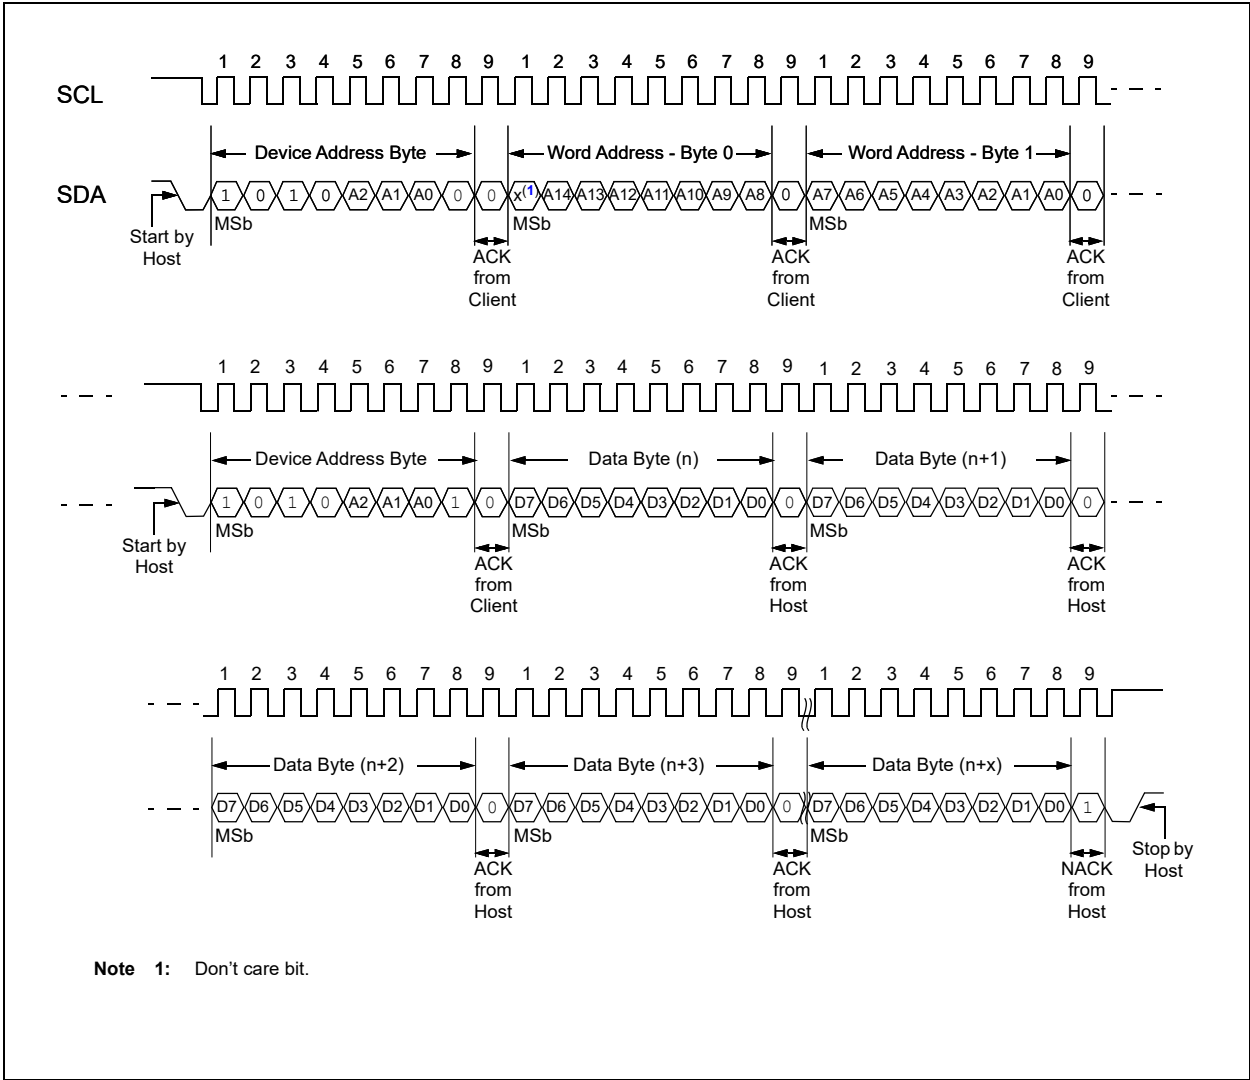 1 2 3 4 5 6 7 8 9 1 2 3 4 5 6 7 8 9 1 2 3 4 5 6 7 8 9
SCL
Device Address Byte Word Address - Byte 0 Word Address - Byte 1
SDA 1 0 1 0 A2 A1 A0 0 0 x(1) A14 A13 A12 A11 A10 A9 A8 0 A7 A6 A5 A4 A3 A2 A1 A0 0
MSb MSb MSb
Start by
Host
ACK
from
Client
ACK
from
Client
ACK
from
Client
1 2 3 4 5 6 7 8 9 1 2 3 4 5 6 7 8 9 1 2 3 4 5 6 7 8 9
Device Address Byte Data Byte (n) Data Byte (n+1)
1 0 1 0 A2 A1 A0 1 0 D7 D6 D5 D4 D3 D2 D1 D0 0 D7 D6 D5 D4 D3 D2 D1 D0 0
MSb MSb MSb
Start by
Host
ACK
from
Client
ACK
from
Host
ACK
from
Host
1 2 3 4 5 6 7 8 9 1 2 3 4 5 6 7 8 9 1 2 3 4 5 6 7 8 9
Data Byte (n+2) Data Byte (n+3) Data Byte (n+x)
D7 D6 D5 D4 D3 D2 D1 D0 0 D7 D6 D5 D4 D3 D2 D1 D0 0 D7 D6 D5 D4 D3 D2 D1 D0 1
MSb MSb MSb
ACK
from
Host
ACK
from
Host
NACK
from
Host
Stop by
Host
Note 1: Don't care bit.